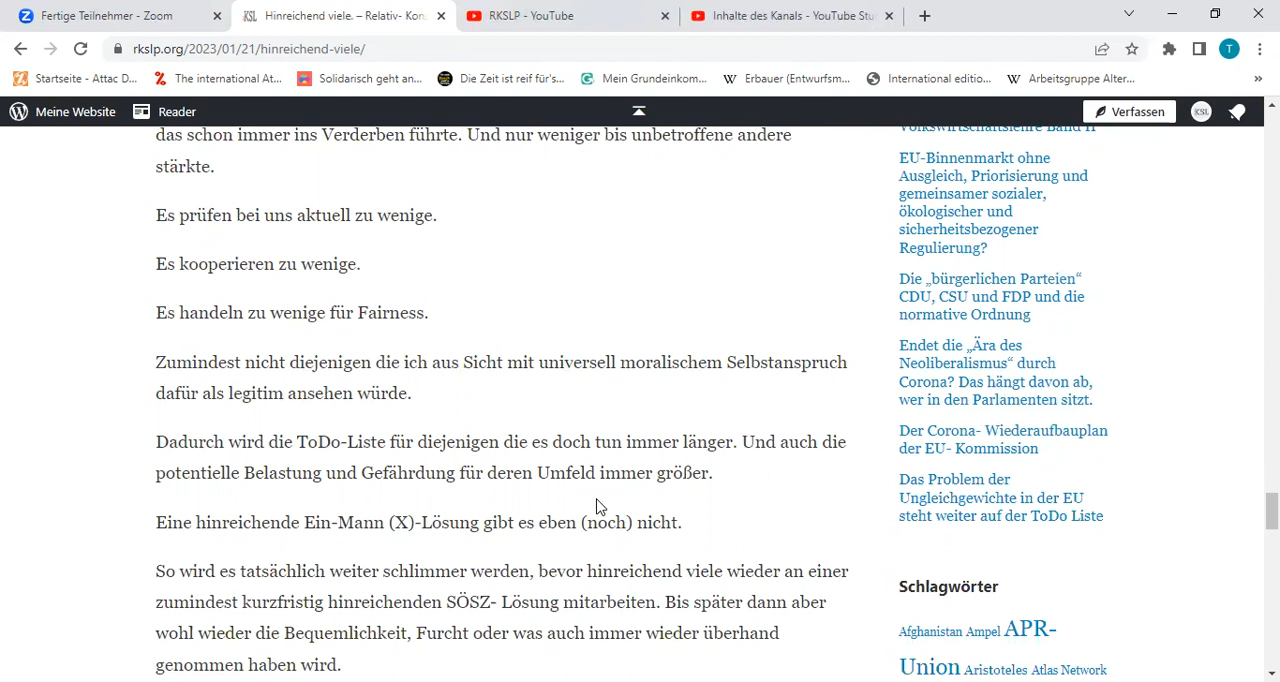 Fertige Teilnehmer - Zoom
Hinreichend viele. – Relativ- Kon
RKSLP - YouTube
Inhalte des Kanals - YouTube Stu
rkslp.org/2023/01/21/hinreichend-viele/
T
Startseite - Attac D...
The international At...
Solidarisch geht an...
Die Zeit ist reif für's...
Mein Grundeinkom...
Erbauer (Entwurfsm...
International editio...
Arbeitsgruppe Alter...
»
Meine Website
Reader
Verfassen
KSL
das schon immer ins Verderben führte. Und nur weniger bis unbetroffene andere
stärkte.
Es prüfen bei uns aktuell zu wenige.
Es kooperieren zu wenige.
Es handeln zu wenige für Fairness.
Zumindest nicht diejenigen die ich aus Sicht mit universell moralischem Selbstanspruch
dafür als legitim ansehen würde.
Dadurch wird die ToDo-Liste für diejenigen die es doch tun immer länger. Und auch die
potentielle Belastung und Gefährdung für deren Umfeld immer größer.
Eine hinreichende Ein-Mann (X)-Lösung gibt es eben (noch) nicht.
So wird es tatsächlich weiter schlimmer werden, bevor hinreichend viele wieder an einer
zumindest kurzfristig hinreichenden SÖSZ- Lösung mitarbeiten. Bis später dann aber
wohl wieder die Bequemlichkeit, Furcht oder was auch immer wieder überhand
genommen haben wird.
Volkswirtschaftslehre Band II
EU-Binnenmarkt ohne
Ausgleich, Priorisierung und
gemeinsamer sozialer,
ökologischer und
sicherheitsbezogener
Regulierung?
Die „bürgerlichen Parteien“
CDU, CSU und FDP und die
normative Ordnung
Endet die „Ära des
Neoliberalismus“ durch
Corona? Das hängt davon ab,
wer in den Parlamenten sitzt.
Der Corona- Wiederaufbauplan
der EU- Kommission
Das Problem der
Ungleichgewichte in der EU
steht weiter auf der ToDo Liste
Schlagwörter
Afghanistan Ampel APR-
Union Aristoteles Atlas Network